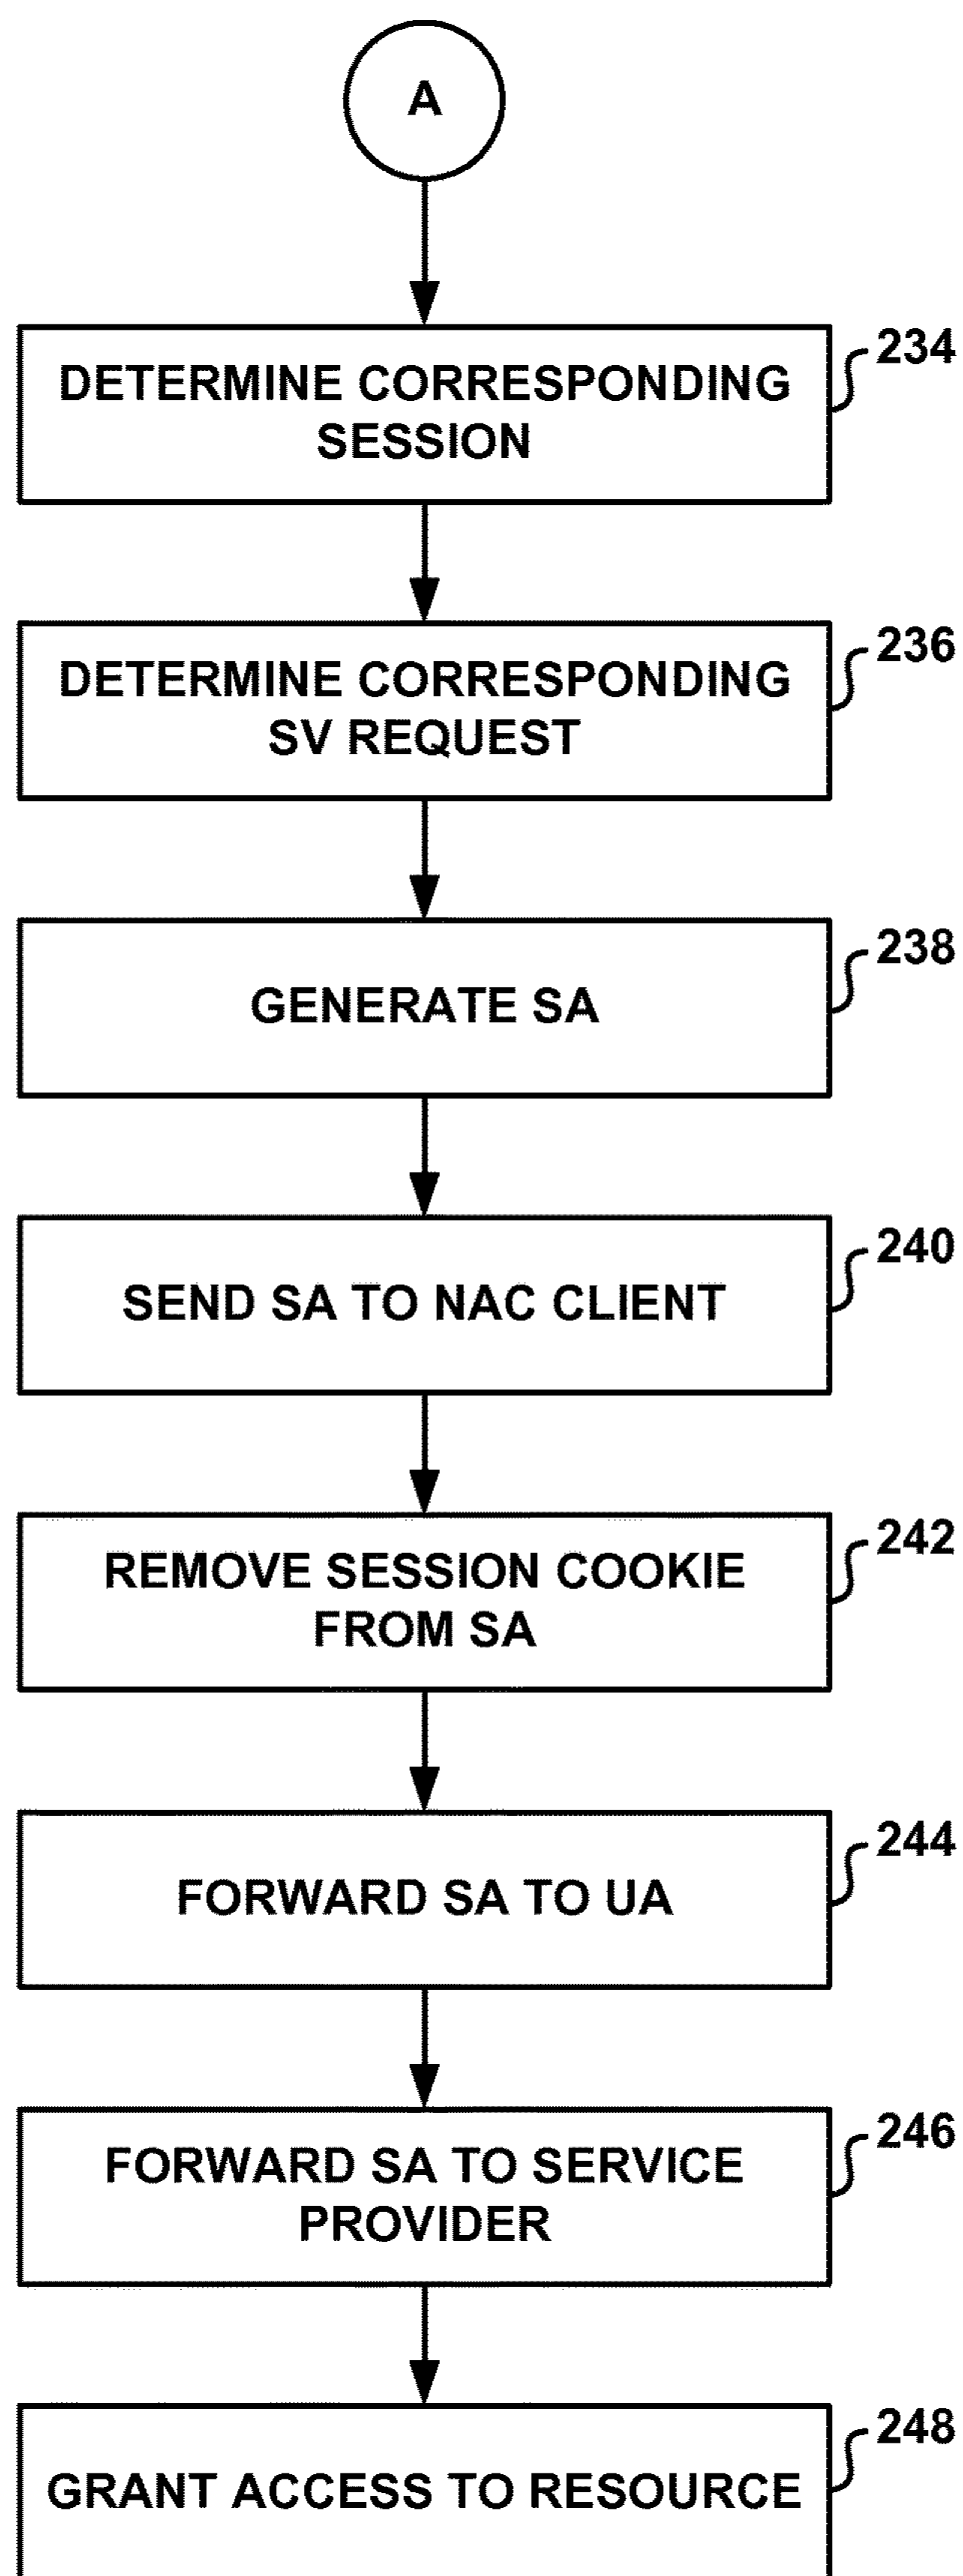 A
DETERMINE CORRESPONDING
SESSION
234
DETERMINE CORRESPONDING
SV REQUEST
236
GENERATE SA
238
SEND SA TO NAC CLIENT
240
REMOVE SESSION COOKIE
FROM SA
242
FORWARD SA TO UA
244
FORWARD SA TO SERVICE
PROVIDER
246
GRANT ACCESS TO RESOURCE
248